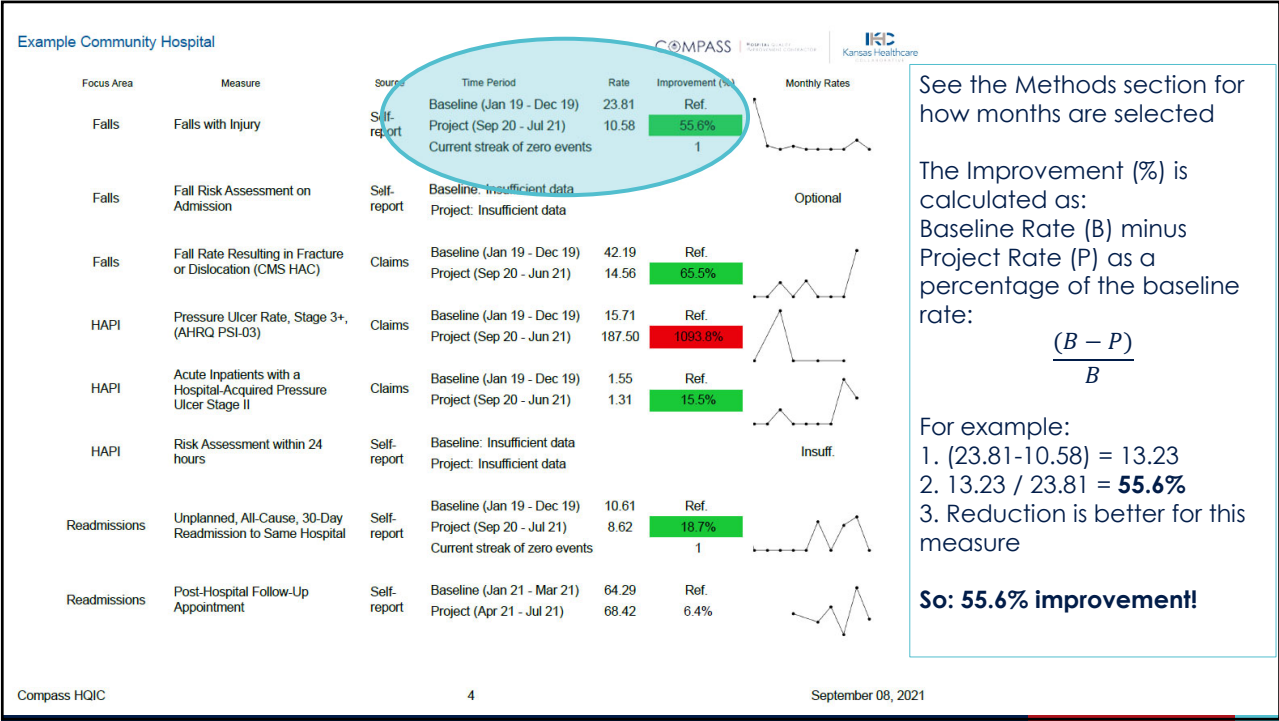 Example Community Hospital
COMPASS
Kansas Healthcare
COLLABORATIVE
Focus Area Measure Source Time Period Rate Improvement (%) Monthly Rates
Falls Falls with Injury Self-report
Baseline (Jan 19 - Dec 19) 23.81 Ref.
Project (Sep 20 - Jul 21) 10.58 55.6%
Current streak of zero events 1
Falls Fall Risk Assessment on
Admission
Self-
report
Baseline: Insufficient data
Project: Insufficient data
Optional
Falls Fall Rate Resulting in Fracture
or Dislocation (CMS HAC)
Claims
Baseline (Jan 19 - Dec 19) 42.19 Ref.
Project (Sep 20 - Jun 21) 14.56 65.5%
HAPI Pressure Ulcer Rate, Stage 3+,
(AHRQ PSI-03)
Claims
Baseline (Jan 19 - Dec 19) 15.71 Ref.
Project (Sep 20 - Jun 21) 187.50 1093.8%
HAPI Acute Inpatients with a
Hospital-Acquired Pressure
Ulcer Stage II
Claims
Baseline (Jan 19 - Dec 19) 1.55 Ref.
Project (Sep 20 - Jun 21) 1.31 15.5%
HAPI Risk Assessment within 24
hours
Self-
report
Baseline: Insufficient data
Project: Insufficient data
Insuff.
Readmissions Unplanned, All-Cause, 30-Day
Readmission to Same Hospital
Self-
report
Baseline (Jan 19 - Dec 19) 10.61 Ref.
Project (Sep 20 - Jul 21) 8.62 18.7%
Current streak of zero events 1
Readmissions Post-Hospital Follow-Up
Appointment
Self-
report
Baseline (Jan 21 - Mar 21) 64.29 Ref.
Project (Apr 21 - Jul 21) 68.42 6.4%
See the Methods section for
how months are selected
The Improvement (%) is
calculated as:
Baseline Rate (B) minus
Project Rate (P) as a
percentage of the baseline
rate:
(B − P)
B
For example:
1. (23.81-10.58) = 13.23
2. 13.23 / 23.81 = 55.6%
3. Reduction is better for this
measure
So: 55.6% improvement!
Compass HQIC 4 September 08, 2021